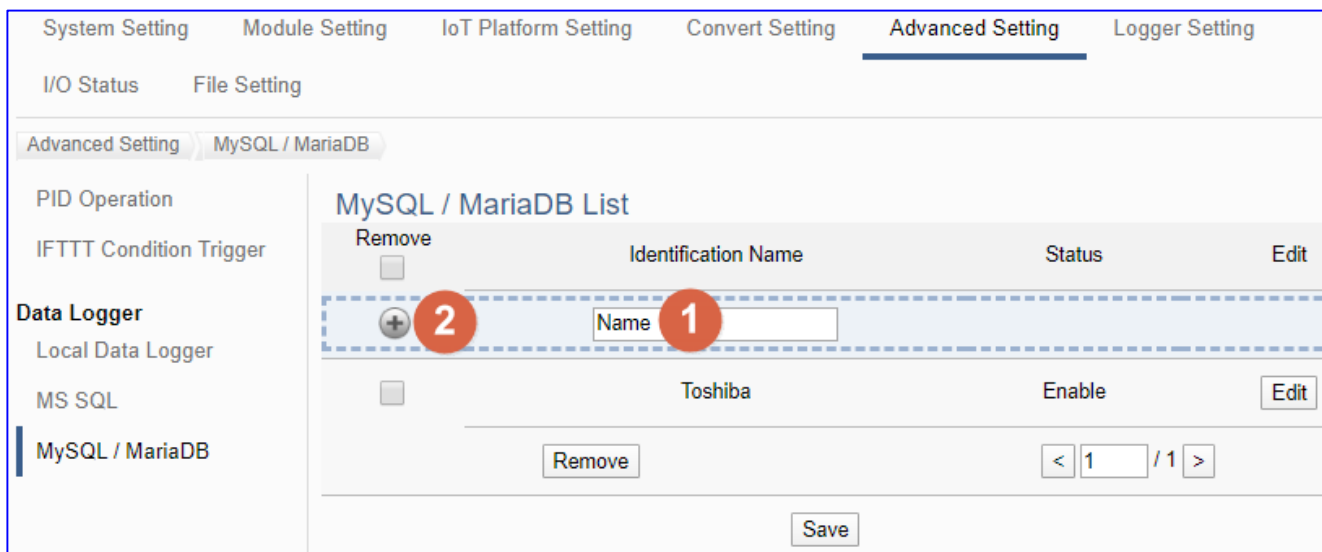 System Setting Module Setting IoT Platform Setting Convert Setting Advanced Setting Logger Setting
I/O Status File Setting
Advanced Setting MySQL / MariaDB
PID Operation
IFTTT Condition Trigger
Data Logger
Local Data Logger
MS SQL
MySQL / MariaDB
MySQL / MariaDB List
Remove Identification Name Status Edit
2 Name 1
Toshiba Enable Edit
Remove < 1 / 1 >
Save